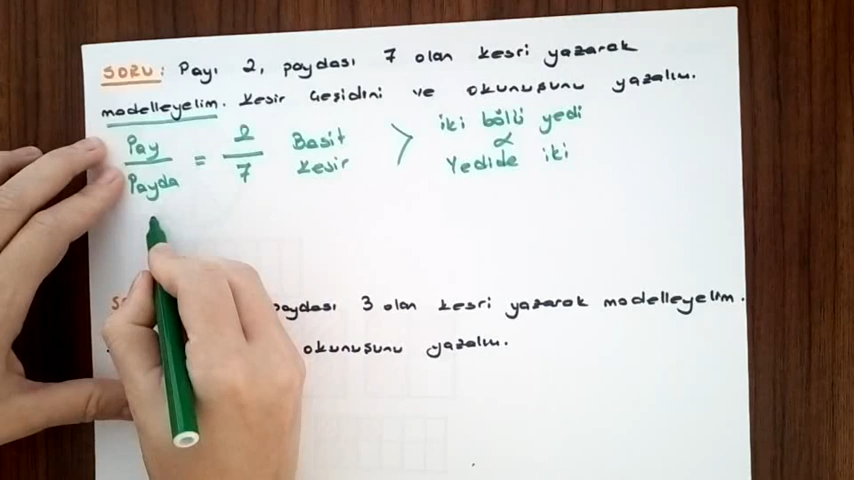 SORU: Payı 2, paydası 7 olan kesri yazarak
modelleyelim. Kesir çeşidini ve okunuşunu yazalım.
Pay
Payda
=
2
7
Basit
kesir
>
iki bölü yedi
Yedide iki
paydası 3 olan kesri yazarak modelleyelim.
okunuşunu yazalım.